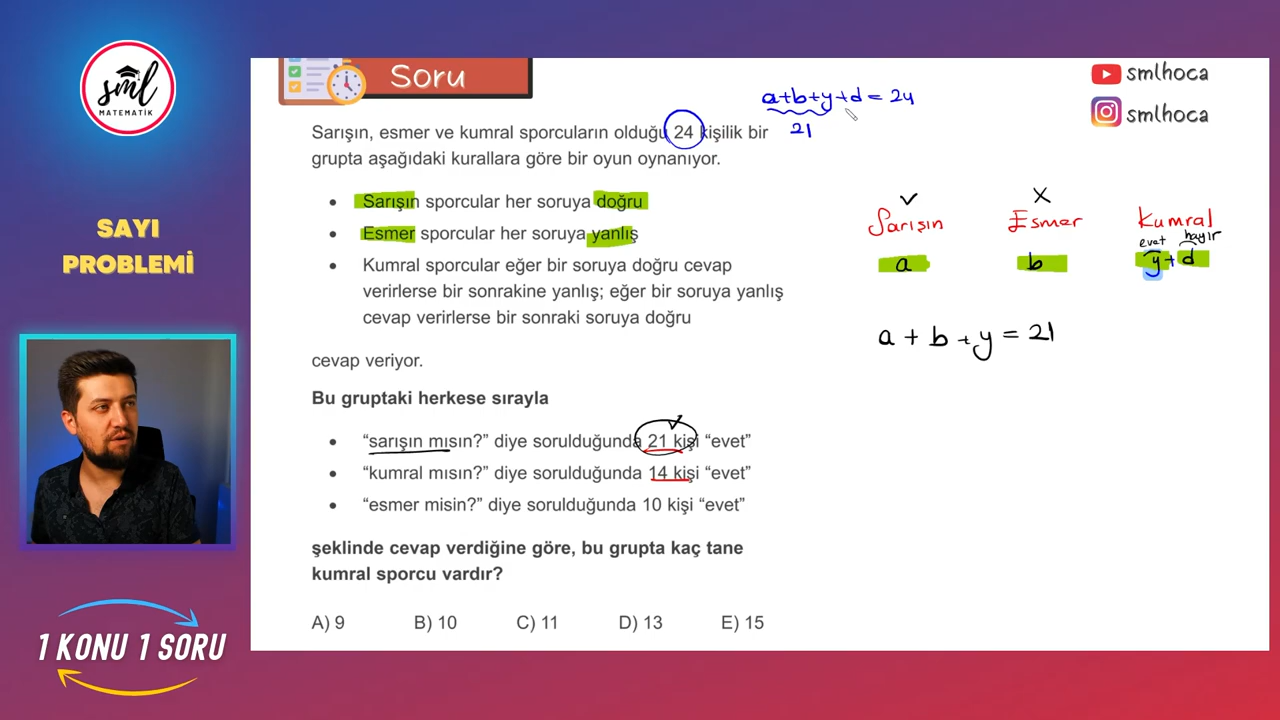 sml
MATEMATİK
SAYI
PROBLEMİ
1 KONU 1 SORU
Soru
a+b+y+d=24
21
smlhoca
smlhoca
Sarışın, esmer ve kumral sporcuların olduğu 24 kişilik bir
grupta aşağıdaki kurallara göre bir oyun oynanıyor.
• Sarışın sporcular her soruya doğru
• Esmer sporcular her soruya yanlış
• Kumral sporcular eğer bir soruya doğru cevap
verirlerse bir sonrakine yanlış; eğer bir soruya yanlış
cevap verirlerse bir sonraki soruya doğru
cevap veriyor.
Bu gruptaki herkese sırayla
• “sarışın mısın?” diye sorulduğunda 21 kişi “evet”
• “kumral mısın?” diye sorulduğunda 14 kişi “evet”
• “esmer misin?” diye sorulduğunda 10 kişi “evet”
şeklinde cevap verdiğine göre, bu grupta kaç tane
kumral sporcu vardır?
A) 9 B) 10 C) 11 D) 13 E) 15
✓ X
Sarışın Esmer Kumral
evet hayır
a b y+d
a + b + y = 21